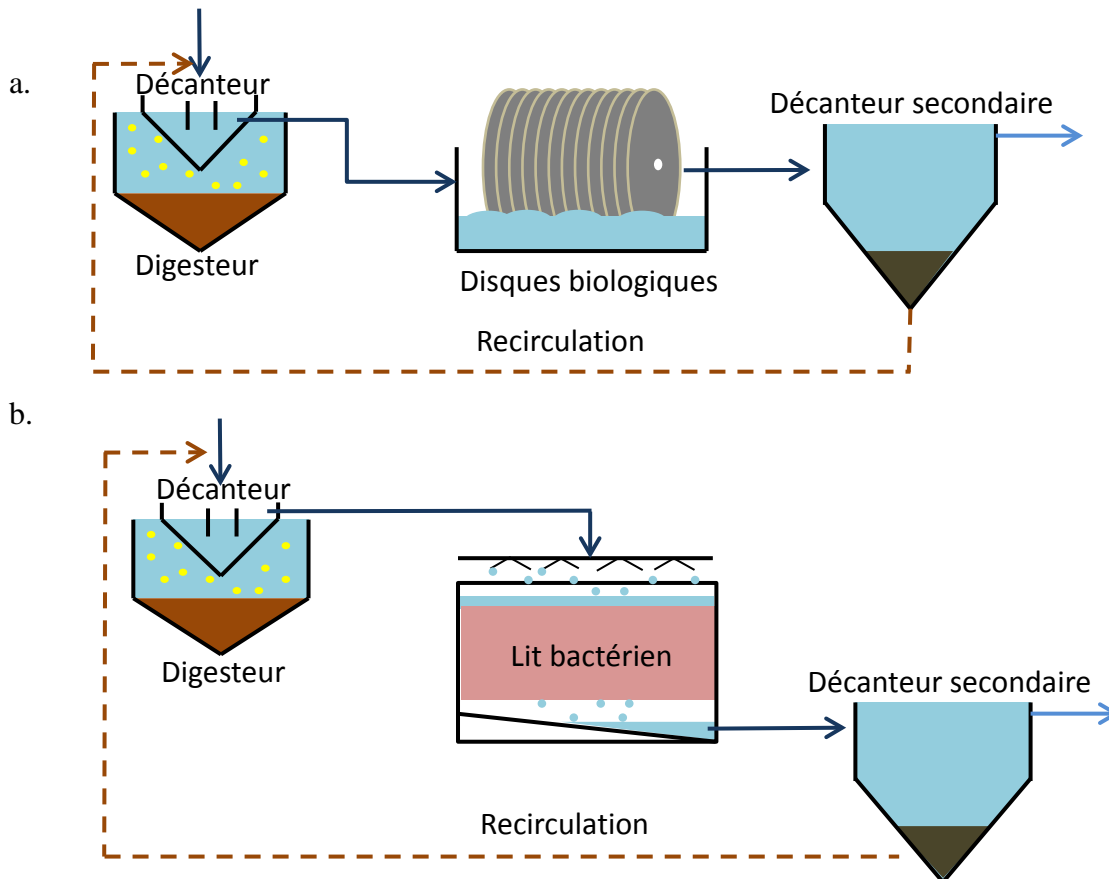 a.
Décanteur
Décanteur secondaire
Digesteur
Disques biologiques
Recirculation
b.
Décanteur
Lit bactérien
Digesteur
Décanteur secondaire
Recirculation